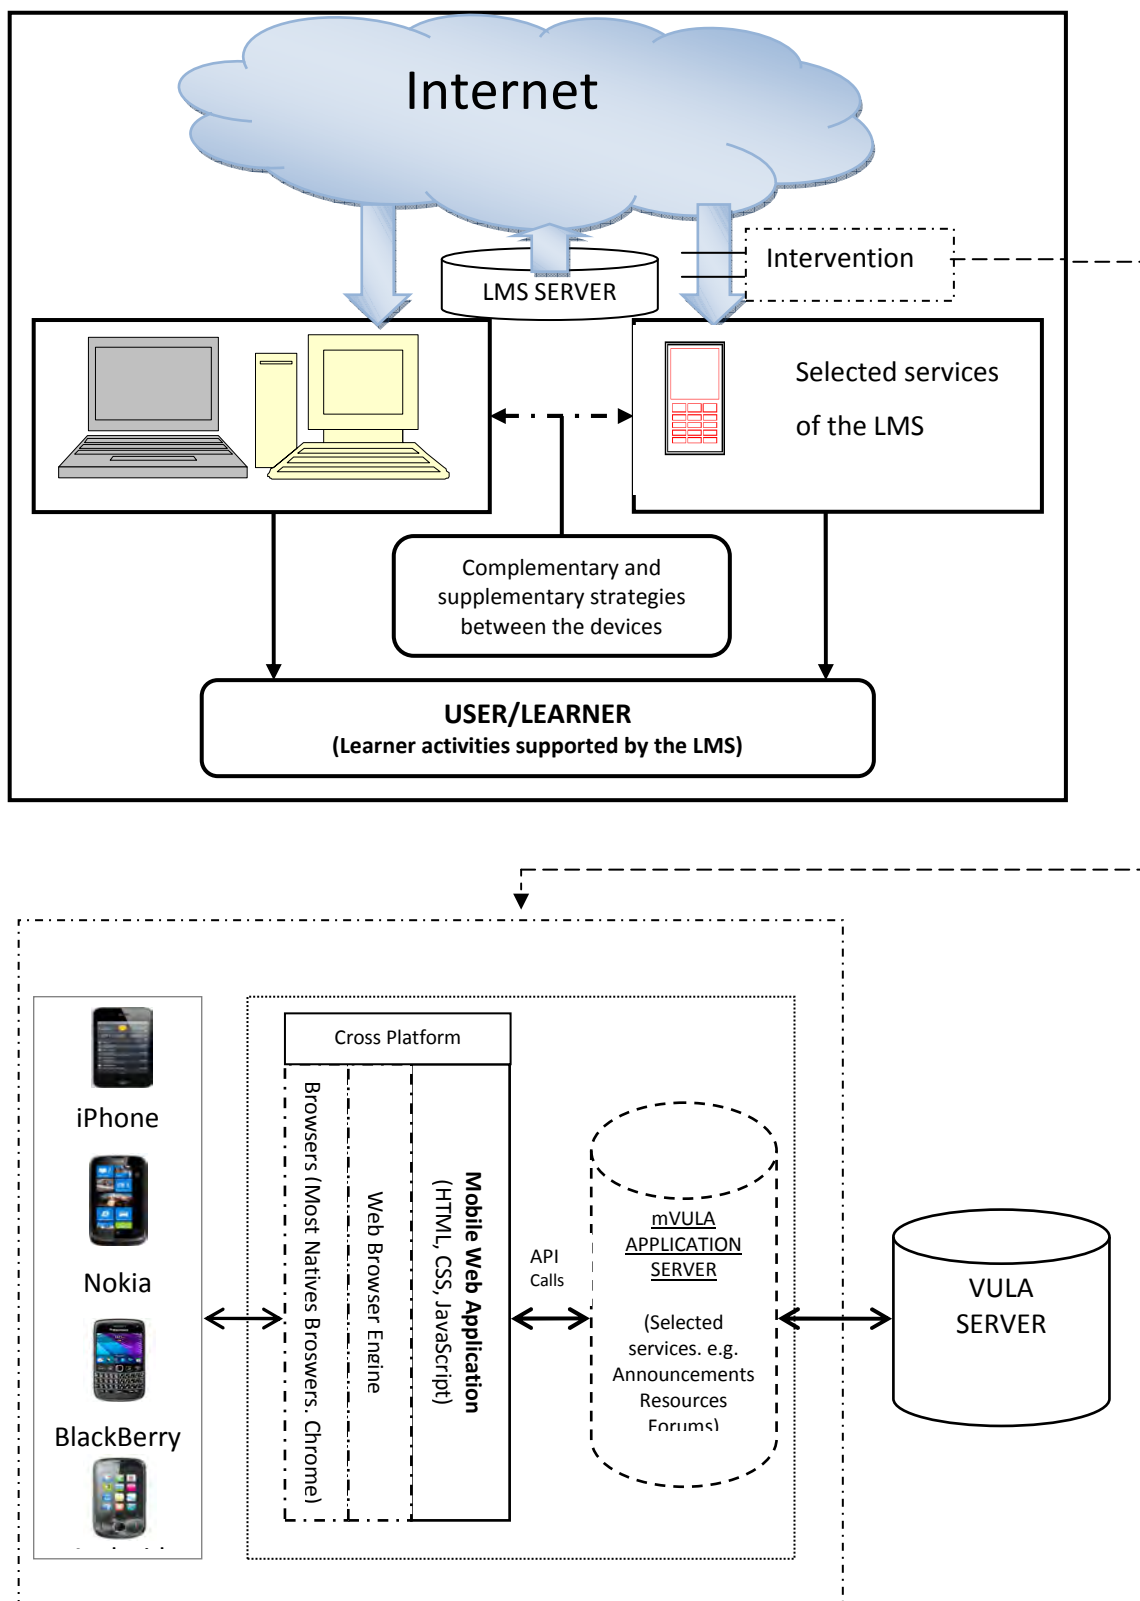 Internet
LMS SERVER
Intervention
Selected services
of the LMS
Complementary and
supplementary strategies
between the devices
USER/LEARNER
(Learner activities supported by the LMS)
iPhone
Nokia
BlackBerry
Cross Platform
Browsers (Most Natives Broswers. Chrome)
Web Browser Engine
Mobile Web Application
(HTML, CSS, JavaScript)
API
Calls
mVULA
APPLICATION
SERVER
(Selected
services. e.g.
Announcements
Resources
Forums)
VULA
SERVER